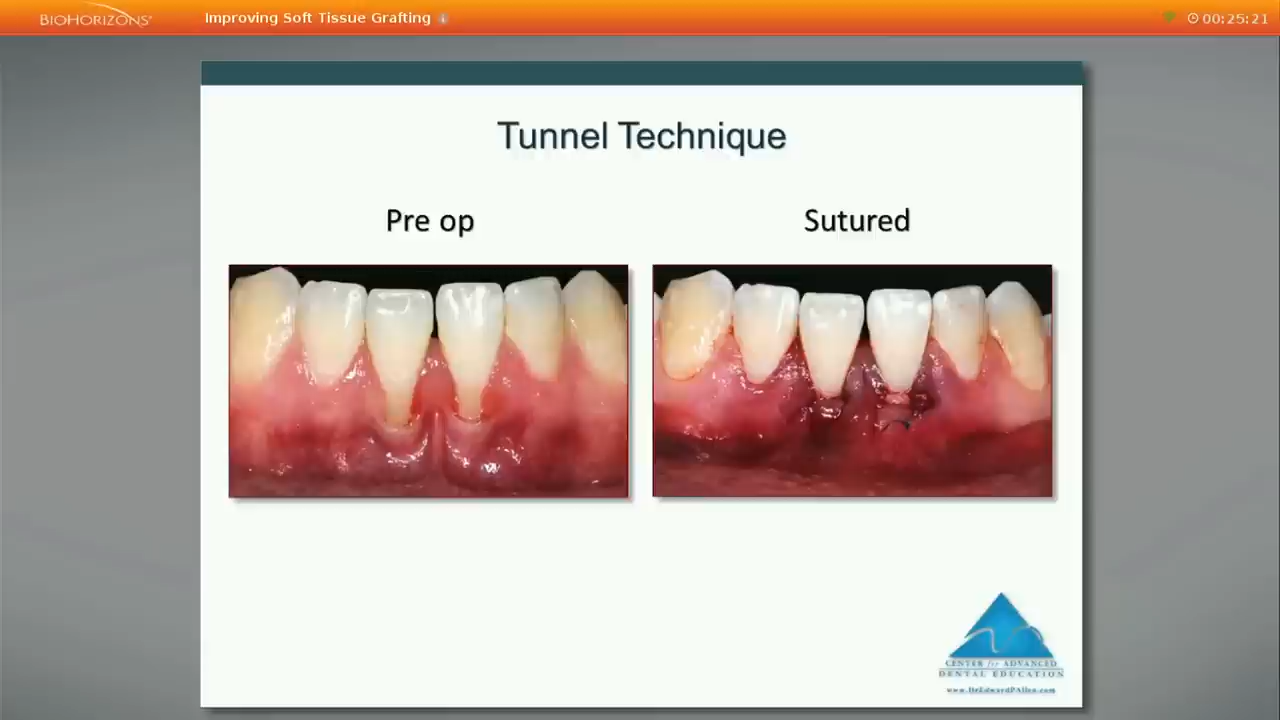 BIOHORIZONS®
Improving Soft Tissue Grafting
00:25:21
Tunnel Technique
Pre op
Sutured
CENTER for ADVANCED
DENTAL EDUCATION
www.DrEdwardPAllen.com